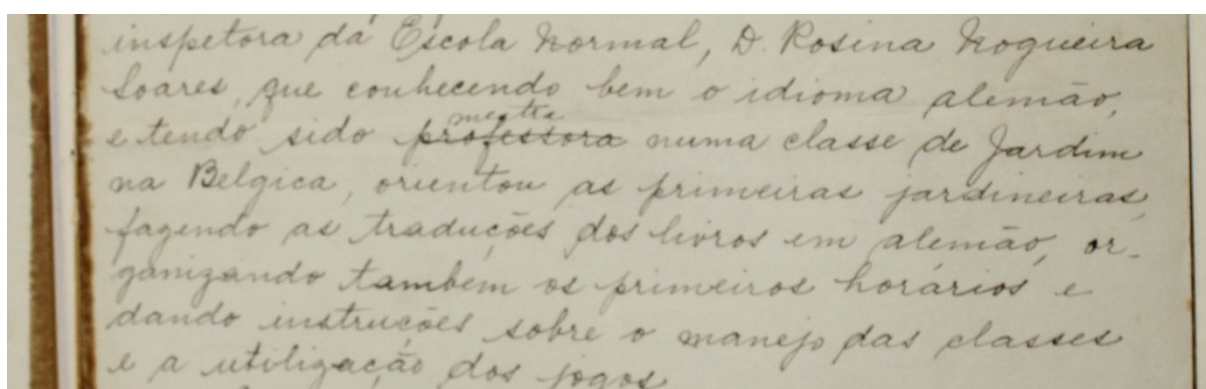 inspetora da Escola Normal, D. Rosina Nogueira
Soares, que conhecendo bem o idioma alemão,
mestra
e tendo sido professora numa classe de Jardim
na Belgica, orientou as primeiras jardineiras,
fazendo as traduções dos livros em alemão, or-
ganizando tambem os primeiros horários e
dando instruções sobre o manejo das classes
e a utilização dos jogos